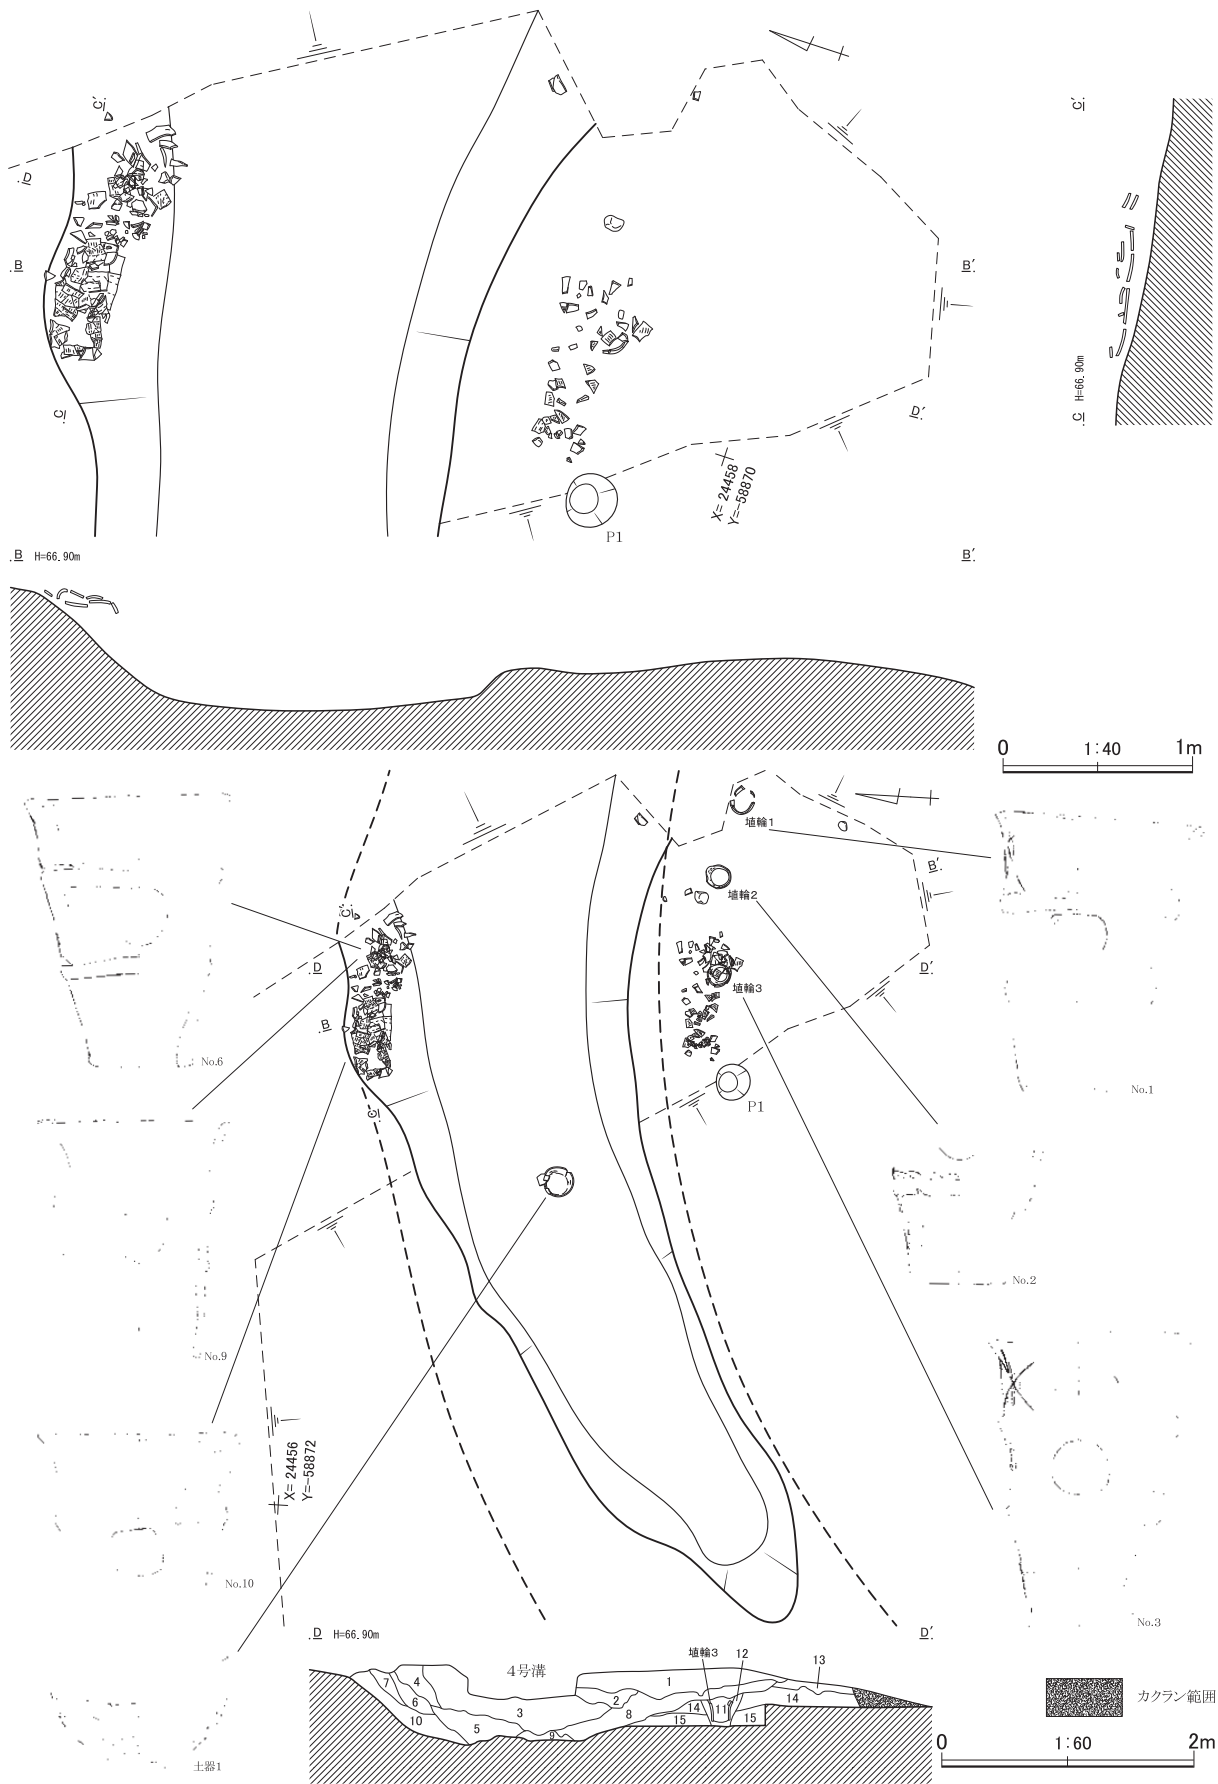 C′
C′
D
B
B′
C
H=66.90m
C
D′
X= 24458
Y=-58870
P1
B H=66.90m
B′
0 1:40 1m
埴輪1
B′
埴輪2
C′
D
D′
埴輪3
B
No.6
No.1
P1
C
No.2
No.9
X= 24456
Y=-58872
No.10
No.3
D H=66.90m
D′
埴輪3
12
13
4号溝
7
4
1
14
カクラン範囲
6
3
2
14
11
10
5
8
15
15
9
0 1:60 2m
土器1